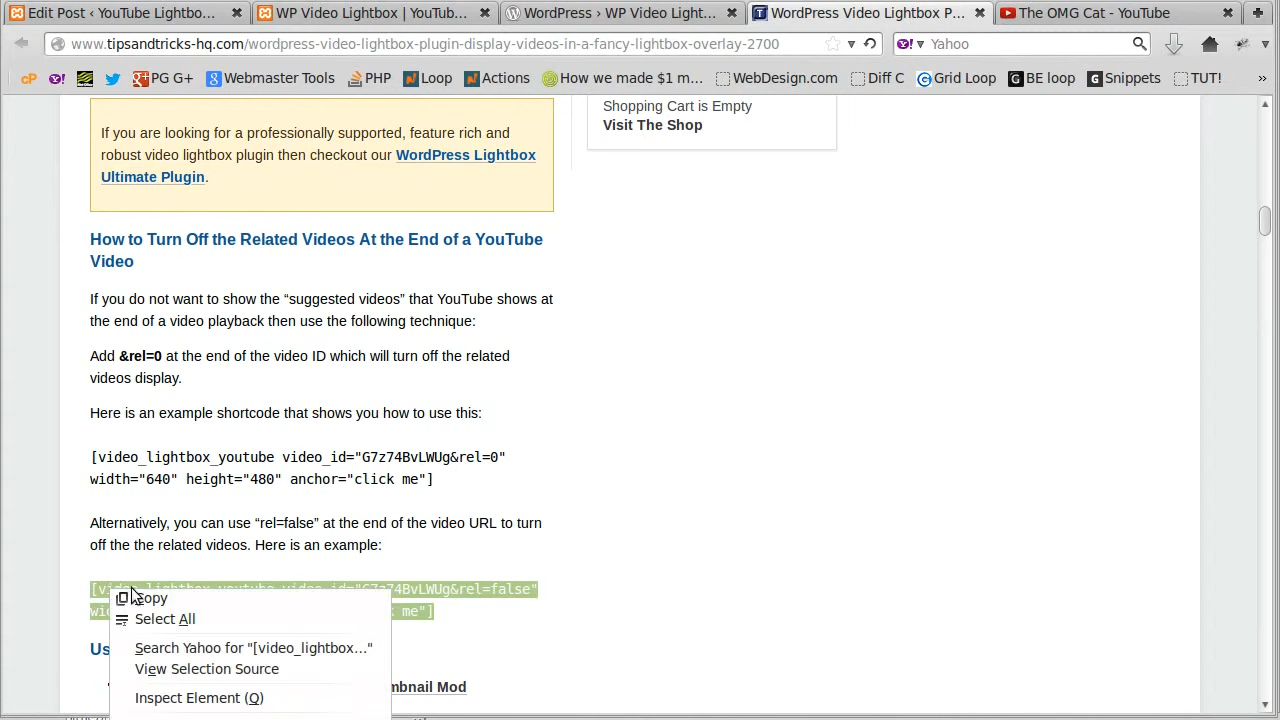 Edit Post ‹ YouTube Lightbo...
WP Video Lightbox | YouTub...
WordPress › WP Video Light...
WordPress Video Lightbox P...
The OMG Cat - YouTube
www.tipsandtricks-hq.com/wordpress-video-lightbox-plugin-display-videos-in-a-fancy-lightbox-overlay-2700
Yahoo
cP
PG G+
Webmaster Tools
PHP
Loop
Actions
How we made $1 m...
WebDesign.com
Diff C
Grid Loop
BE loop
Snippets
TUT!
»
Shopping Cart is Empty
Visit The Shop
If you are looking for a professionally supported, feature rich and
robust video lightbox plugin then checkout our WordPress Lightbox
Ultimate Plugin.
How to Turn Off the Related Videos At the End of a YouTube
Video
If you do not want to show the “suggested videos” that YouTube shows at
the end of a video playback then use the following technique:
Add &rel=0 at the end of the video ID which will turn off the related
videos display.
Here is an example shortcode that shows you how to use this:
[video_lightbox_youtube video_id="G7z74BvLWUg&rel=0"
width="640" height="480" anchor="click me"]
Alternatively, you can use “rel=false” at the end of the video URL to turn
off the the related videos. Here is an example:
[video_lightbox_youtube video_id="G7z74BvLWUg&rel=false"
me"]
Copy
Select All
Search Yahoo for "[video_lightbox..."
View Selection Source
Inspect Element (Q)
Us
mbnail Mod